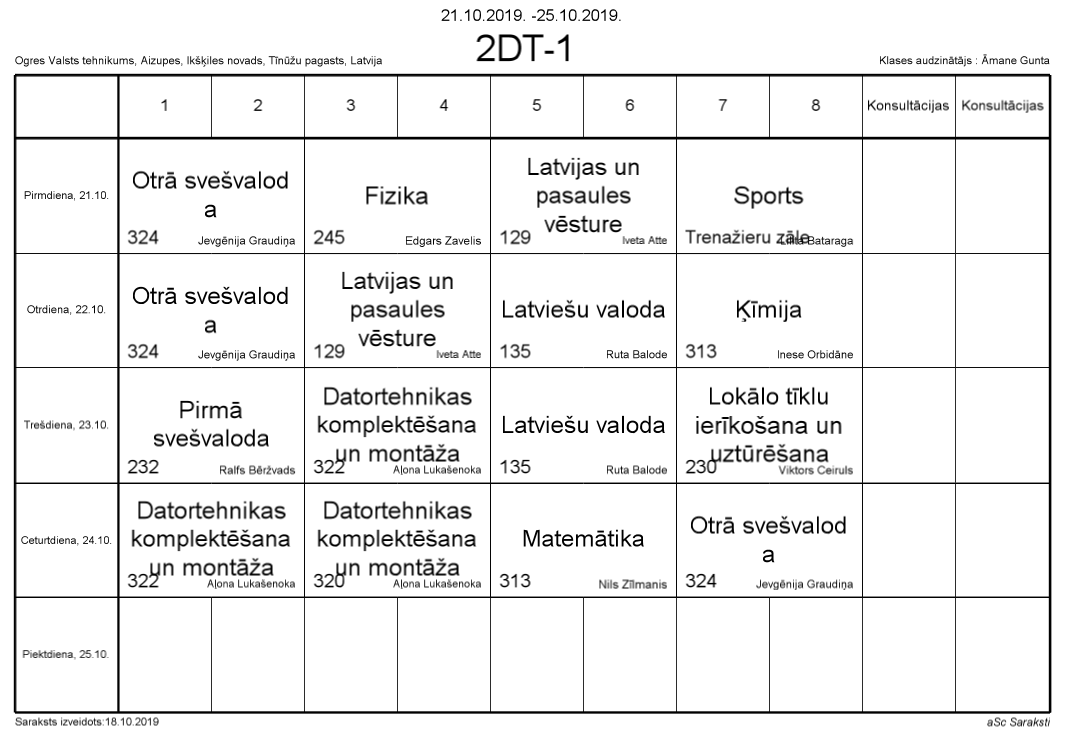 21.10.2019. -25.10.2019.
2DT-1
Ogres Valsts tehnikums, Aizupes, Ikšķiles novads, Tīnūžu pagasts, Latvija
Klases audzinātājs : Āmane Gunta
1 2 3 4 5 6 7 8 Konsultācijas Konsultācijas
Pirmdiena, 21.10.
Otrā svešvalod
a
324 Jevgēnija Graudiņa
Fizika
245 Edgars Zavelis
Latvijas un
pasaules
vēsture
129 Iveta Atte
Sports
Trenažieru zāle Lilita Bataraga
Otrdiena, 22.10.
Otrā svešvalod
a
324 Jevgēnija Graudiņa
Latvijas un
pasaules
vēsture
129 Iveta Atte
Latviešu valoda
135 Ruta Balode
Ķīmija
313 Inese Orbidāne
Trešdiena, 23.10.
Pirmā
svešvaloda
232 Ralfs Bēržvads
Datortehnikas
komplektēšana
un montāža
322 Aļona Lukašenoka
Latviešu valoda
135 Ruta Balode
Lokālo tīklu
ierīkošana un
uztūrēšana
230 Viktors Ceiruls
Ceturtdiena, 24.10.
Datortehnikas
komplektēšana
un montāža
322 Aļona Lukašenoka
Datortehnikas
komplektēšana
un montāža
320 Aļona Lukašenoka
Matemātika
313 Nils Zīlmanis
Otrā svešvalod
a
324 Jevgēnija Graudiņa
Piektdiena, 25.10.
Saraksts izveidots:18.10.2019
aSc Saraksti